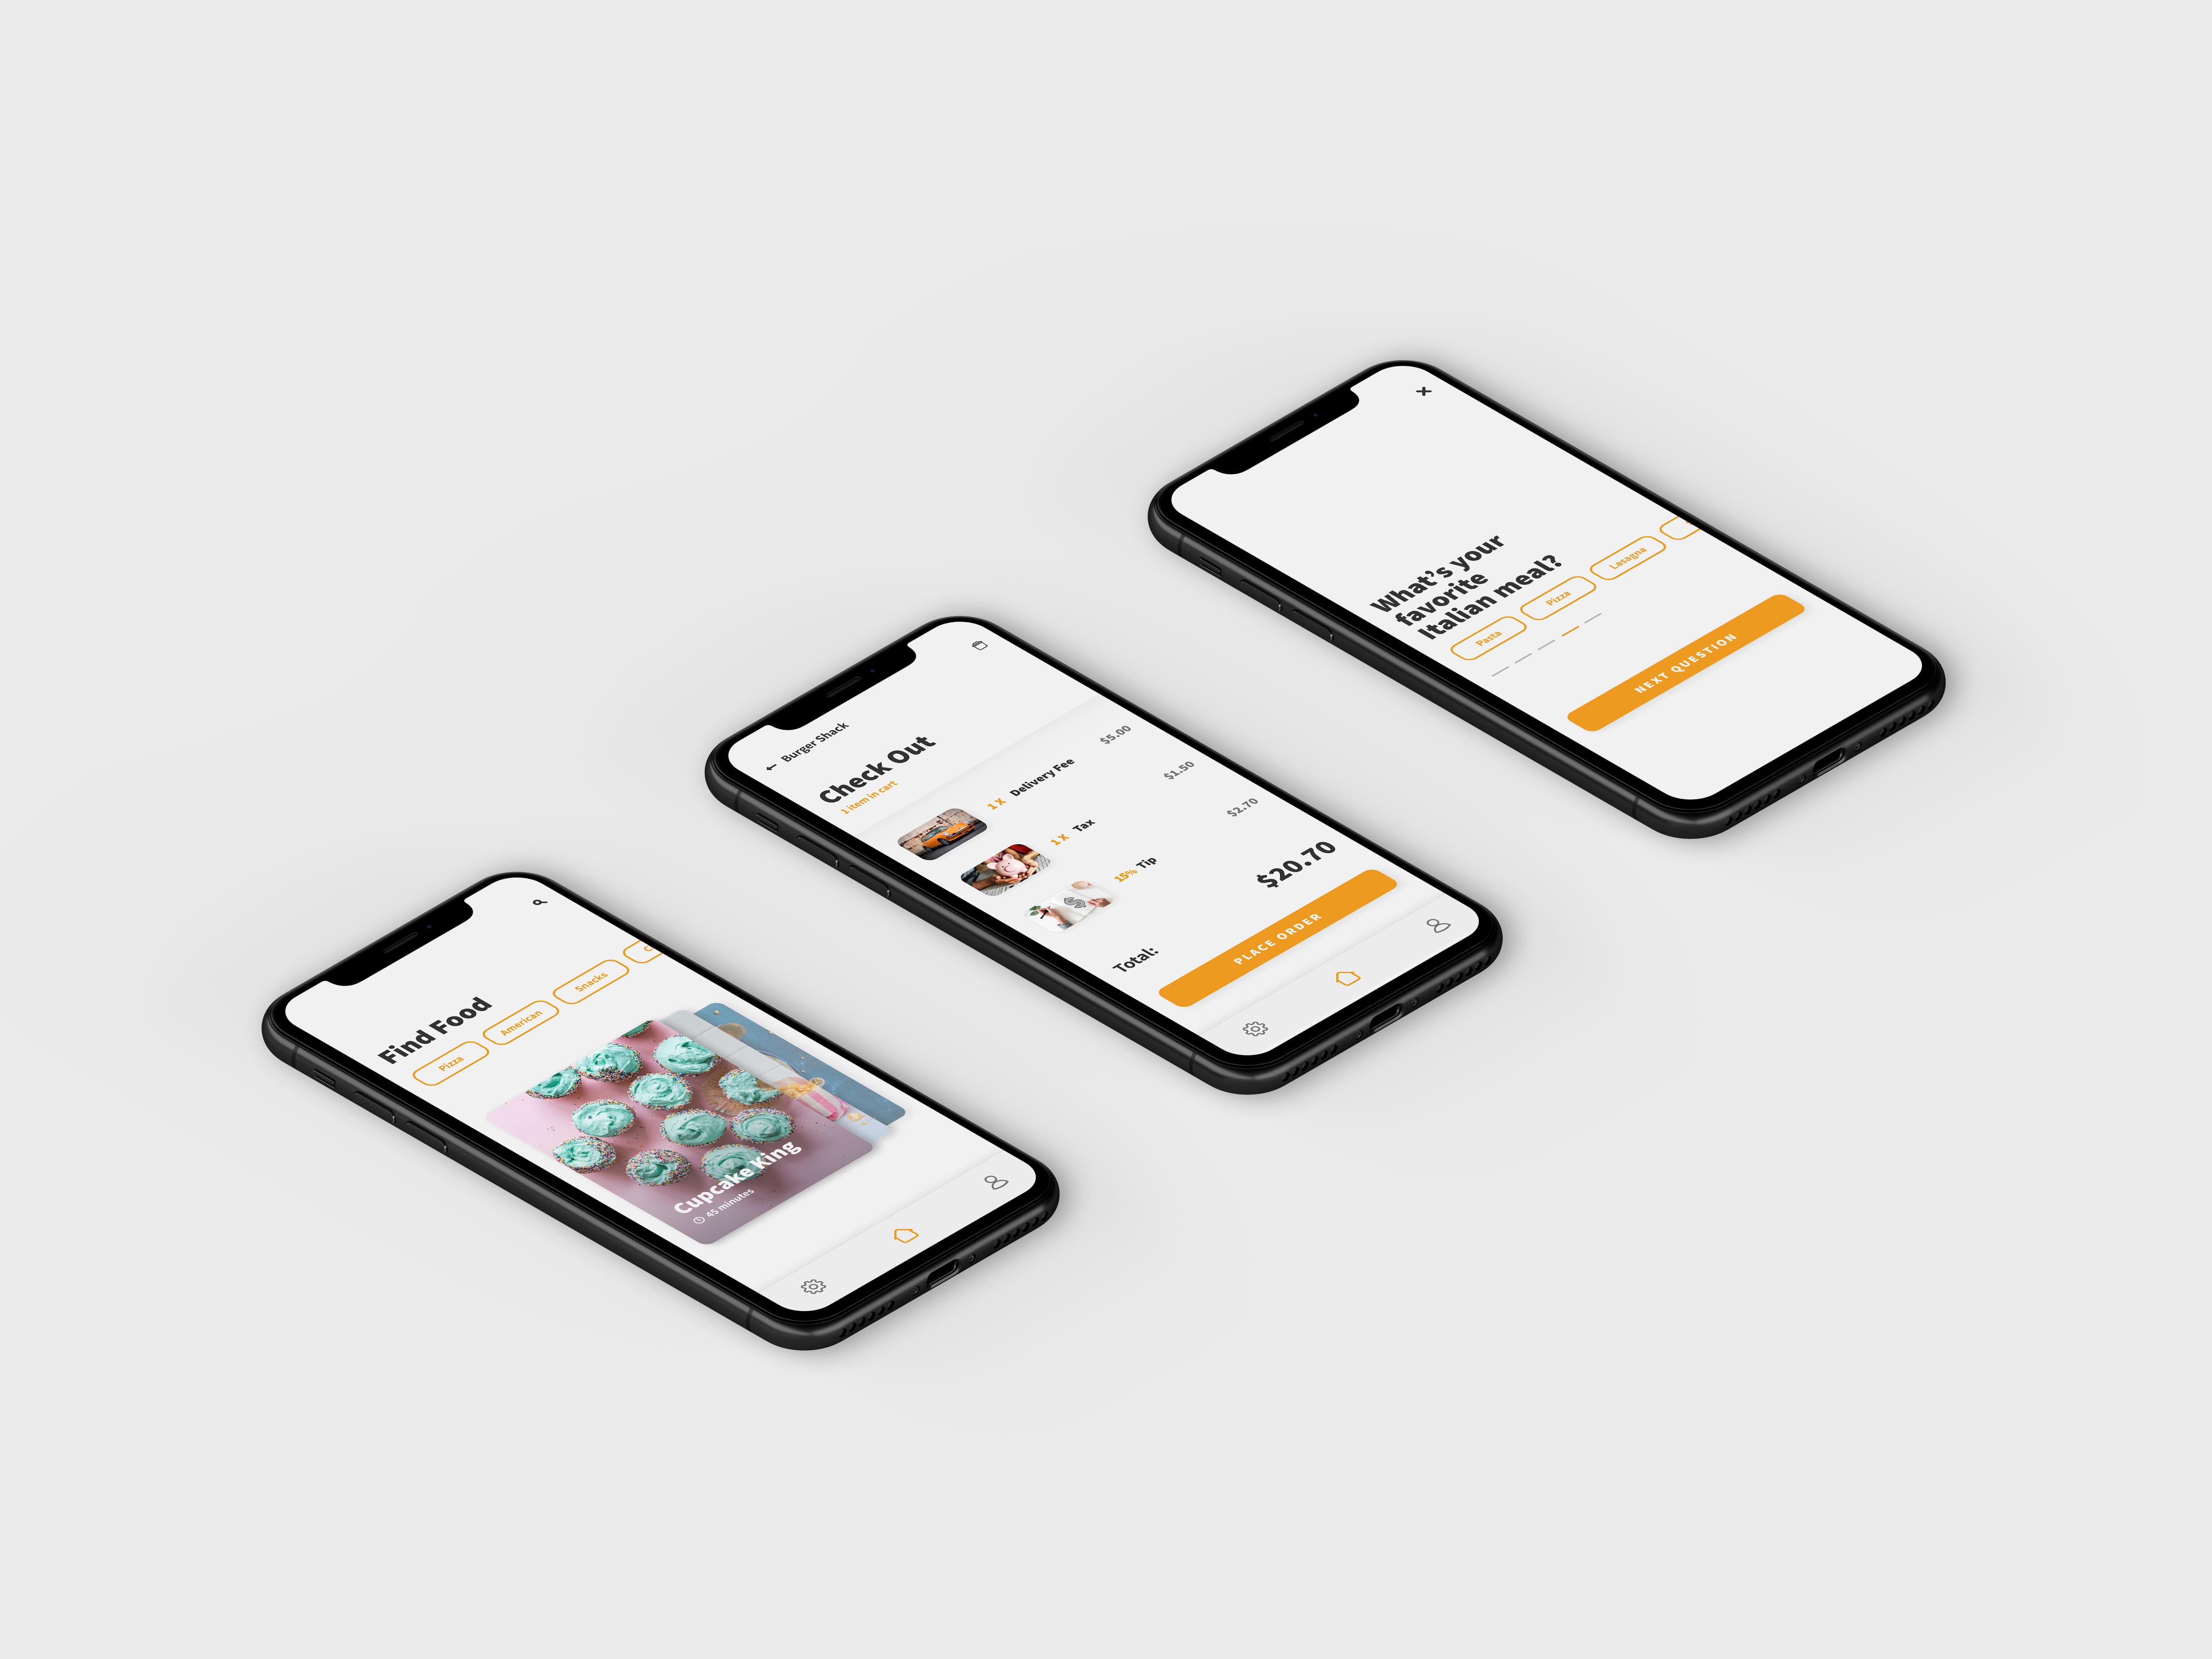 Find Food
Pizza
American
Snacks
Cupcake King
45 minutes
Burger Shack
Check Out
1 item in cart
1 X Delivery Fee $5.00
1 X Tax $1.50
15% Tip $2.70
Total: $20.70
PLACE ORDER
What's your
favorite
Italian meal?
Pasta
Pizza
Lasagna
NEXT QUESTION